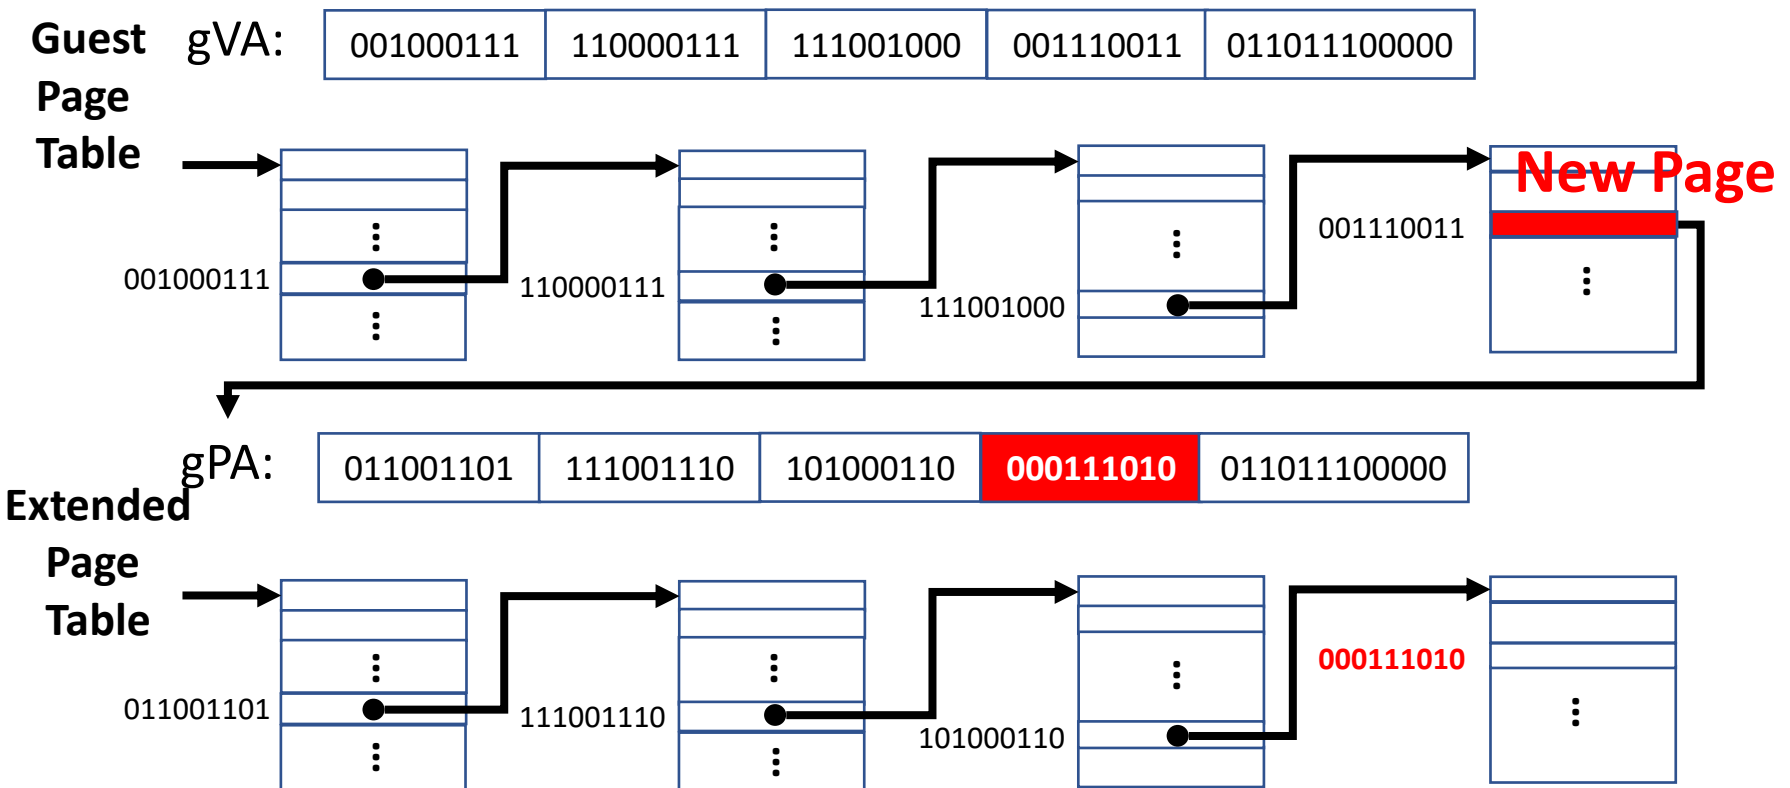 Guest
Page
Table
gVA:
001000111 110000111 111001000 001110011 011011100000
New Page
001110011
001000111
110000111
111001000
gPA:
011001101 111001110 101000110 000111010 011011100000
Extended
Page
Table
000111010
011001101
111001110
101000110